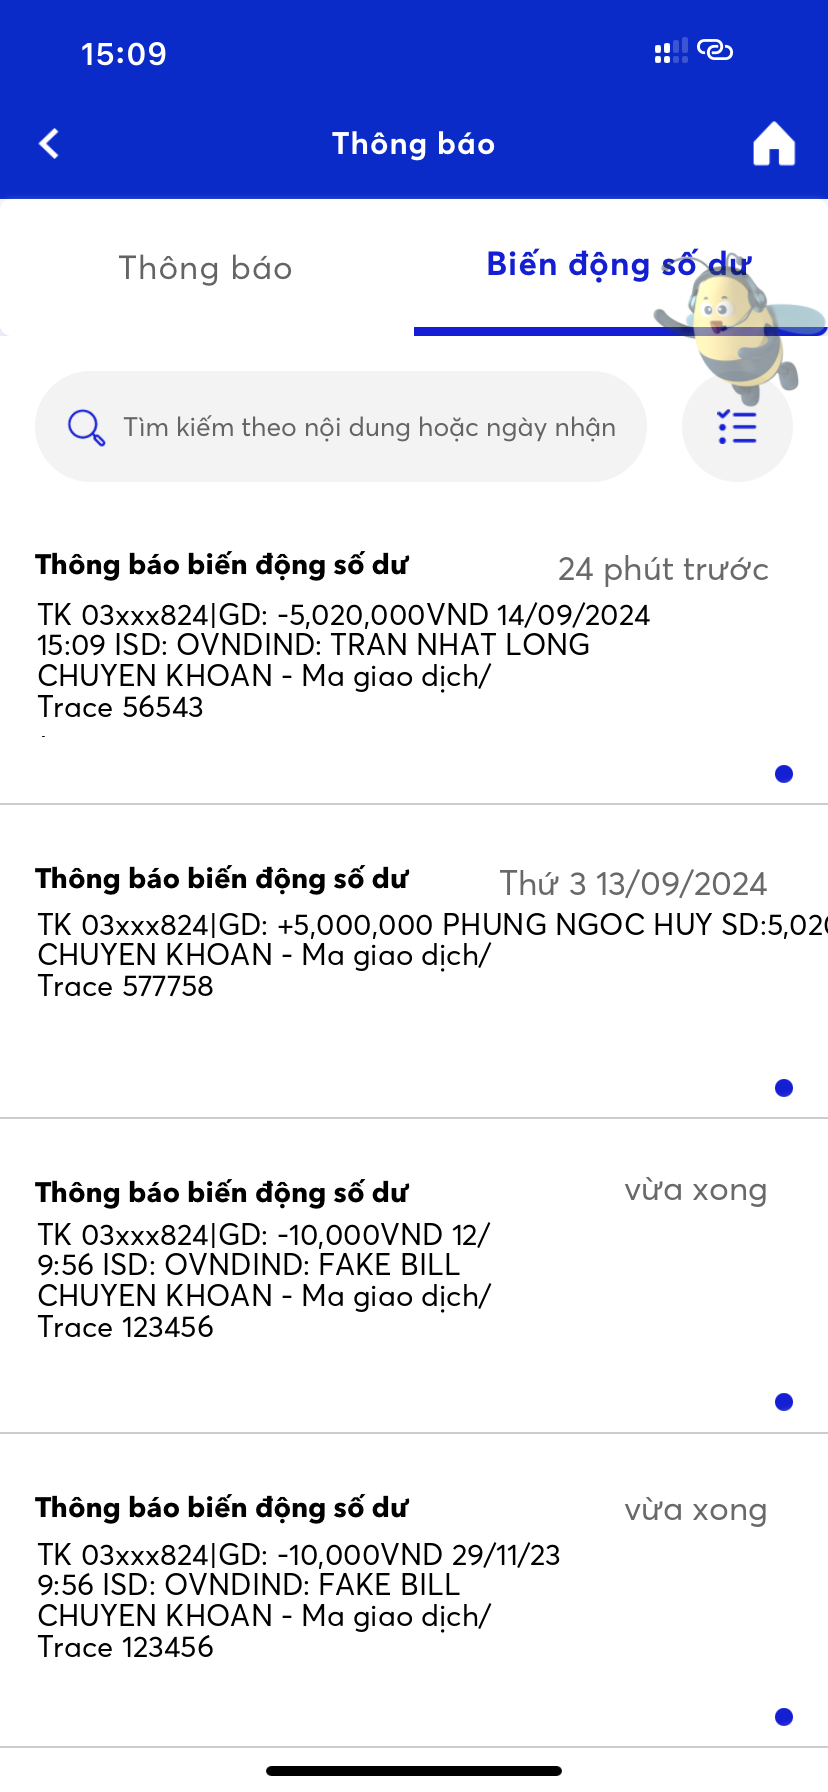 15:09
Thông báo
Thông báo
Biến động số dư
Tìm kiếm theo nội dung hoặc ngày nhận
Thông báo biến động số dư
24 phút trước
TK 03xxx824|GD: -5,020,000VND 14/09/2024
15:09 ISD: OVNDIND: TRAN NHAT LONG
CHUYEN KHOAN - Ma giao dịch/
Trace 56543
Thông báo biến động số dư
Thứ 3 13/09/2024
TK 03xxx824|GD: +5,000,000 PHUNG NGOC HUY SD:5,020
CHUYEN KHOAN - Ma giao dịch/
Trace 577758
Thông báo biến động số dư
vừa xong
TK 03xxx824|GD: -10,000VND 12/
9:56 ISD: OVNDIND: FAKE BILL
CHUYEN KHOAN - Ma giao dịch/
Trace 123456
Thông báo biến động số dư
vừa xong
TK 03xxx824|GD: -10,000VND 29/11/23
9:56 ISD: OVNDIND: FAKE BILL
CHUYEN KHOAN - Ma giao dịch/
Trace 123456